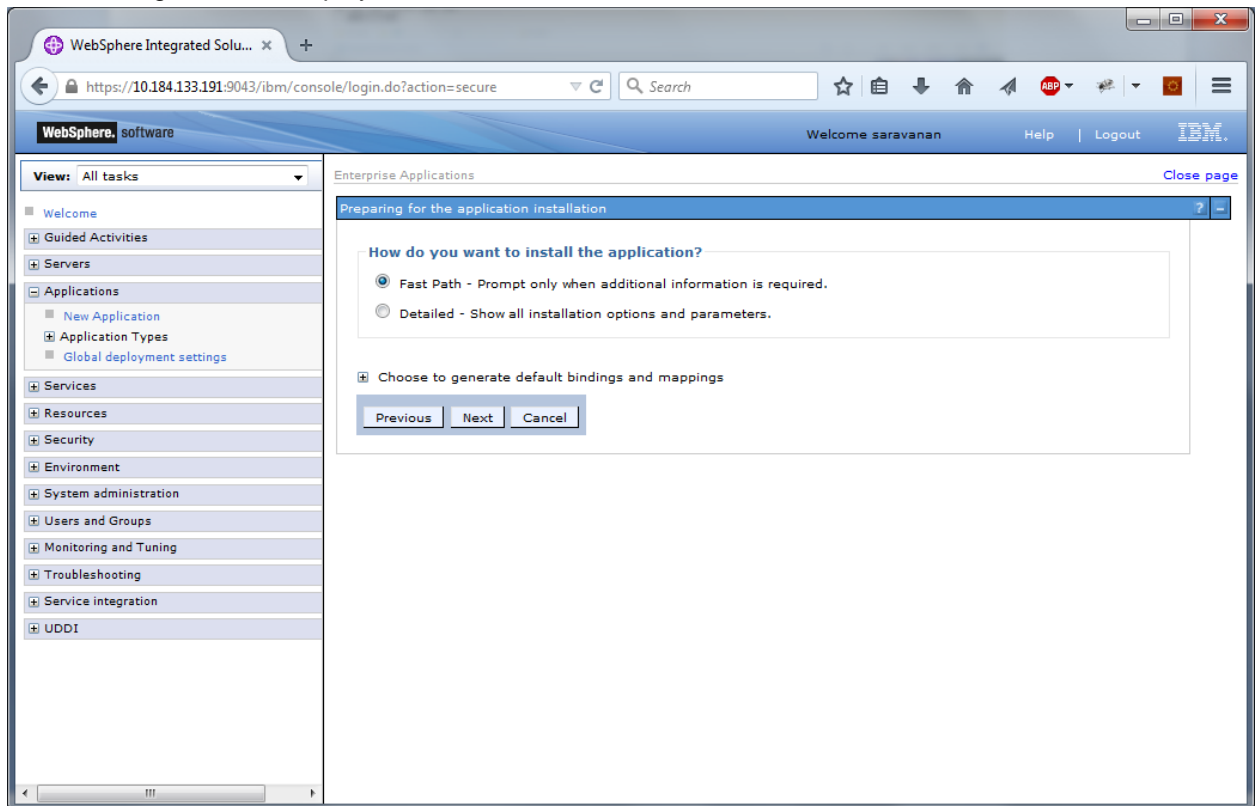 WebSphere Integrated Solu...
https://10.184.133.191:9043/ibm/console/login.do?action=secure
Search
ABP
WebSphere. software
Welcome saravanan
Help | Logout
IBM.
View: All tasks
Welcome
Guided Activities
Servers
Applications
New Application
Application Types
Global deployment settings
Services
Resources
Security
Environment
System administration
Users and Groups
Monitoring and Tuning
Troubleshooting
Service integration
UDDI
Enterprise Applications
Close page
Preparing for the application installation
? -
How do you want to install the application?
Fast Path - Prompt only when additional information is required.
Detailed - Show all installation options and parameters.
Choose to generate default bindings and mappings
Previous Next Cancel